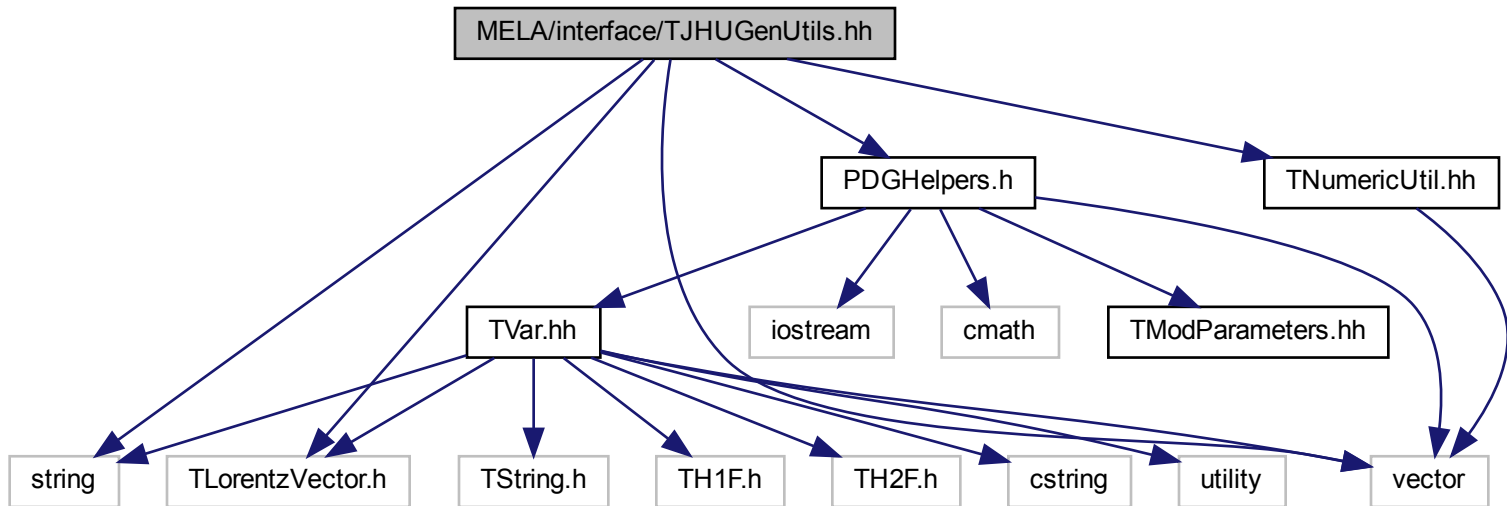 MELA/interface/TJHUGenUtils.hh
PDGHelpers.h
TNumericUtil.hh
TVar.hh
iostream
cmath
TModParameters.hh
string
TLorentzVector.h
TString.h
TH1F.h
TH2F.h
cstring
utility
vector